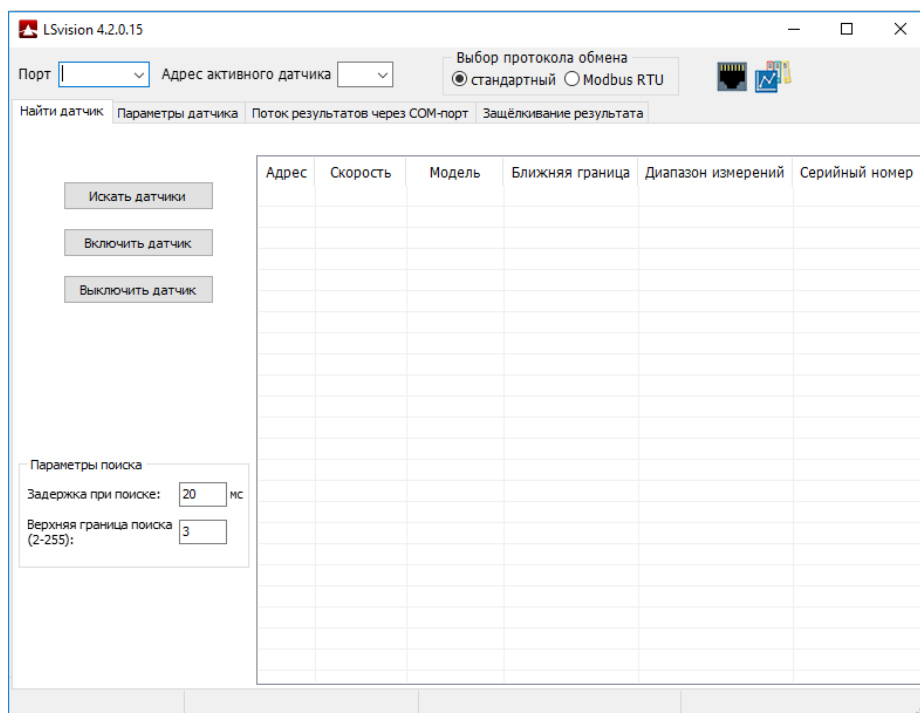 LSvision 4.2.0.15
Порт
Адрес активного датчика
Выбор протокола обмена
стандартный
Modbus RTU
Найти датчик
Параметры датчика
Поток результатов через COM-порт
Защёлкивание результата
Искать датчики
Включить датчик
Выключить датчик
Адрес
Скорость
Модель
Ближняя граница
Диапазон измерений
Серийный номер
Параметры поиска
Задержка при поиске: 20 мс
Верхняя граница поиска
(2-255):
3